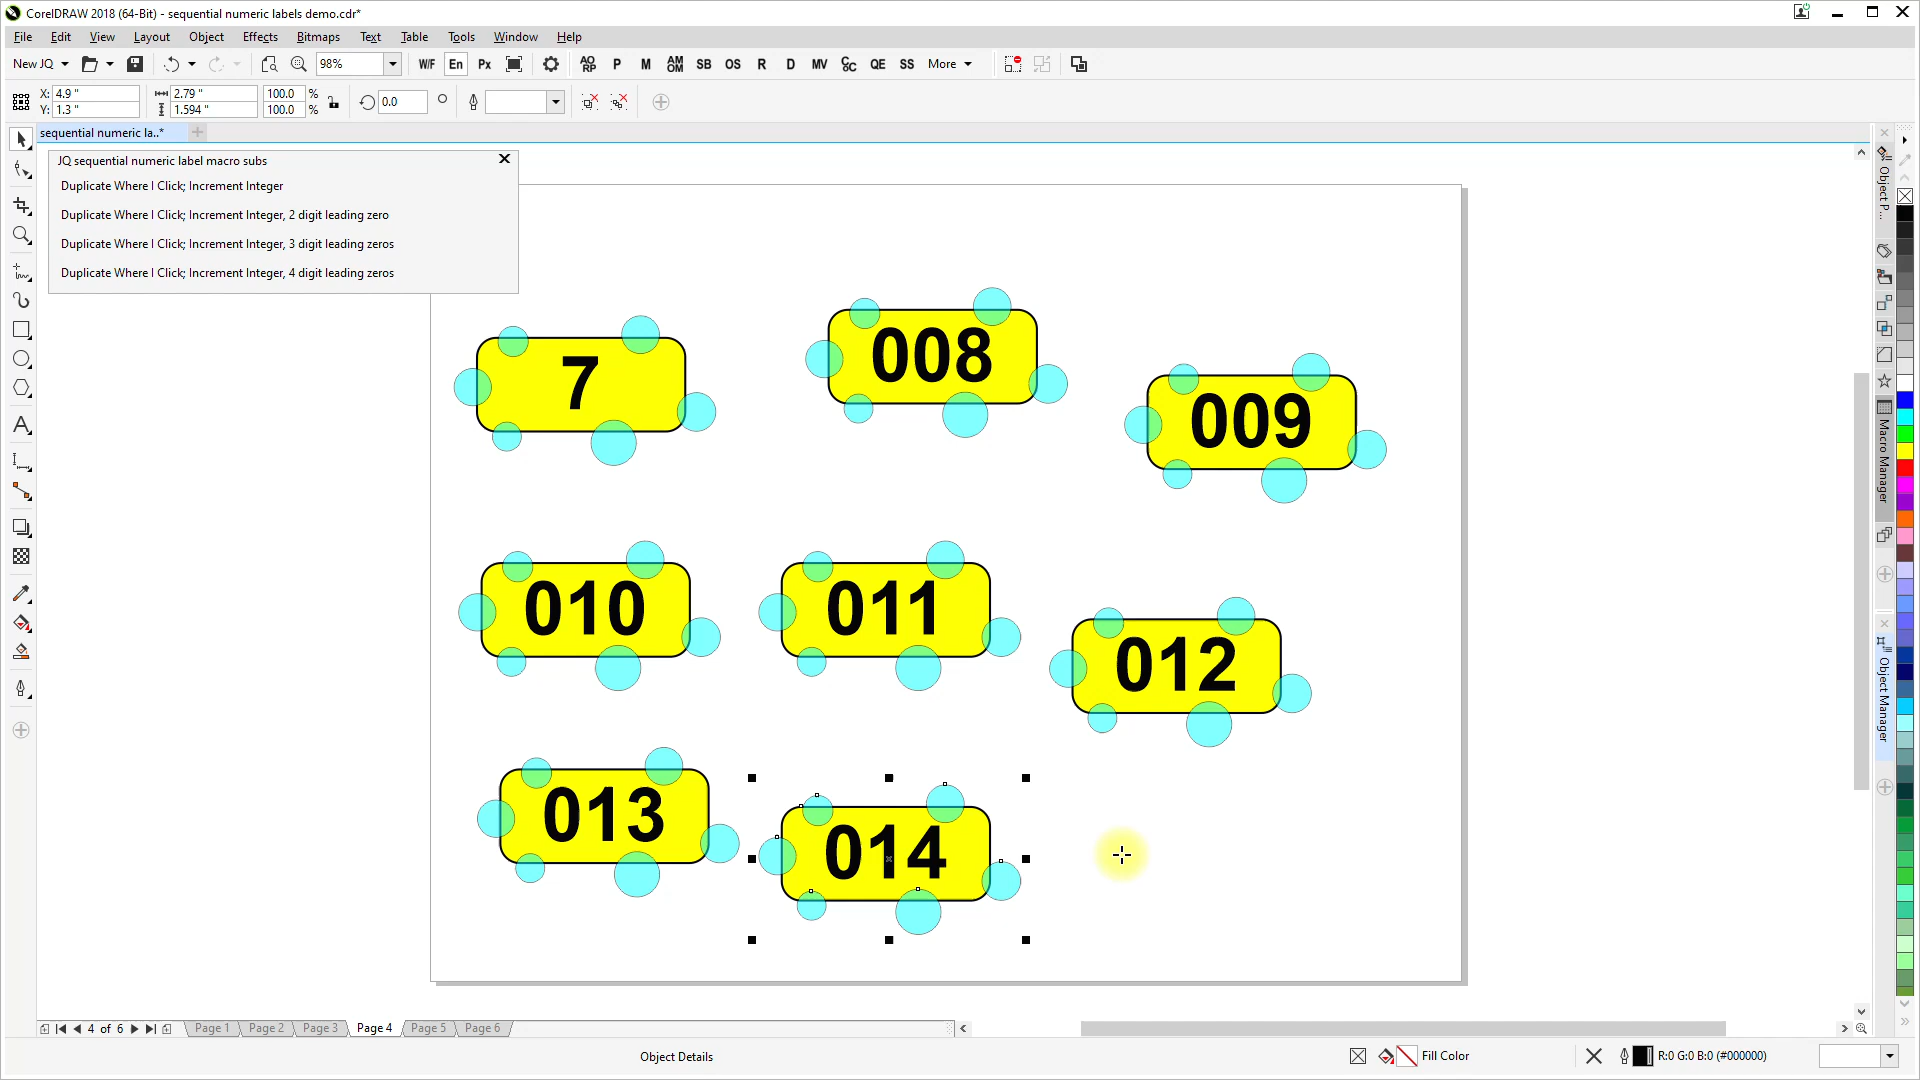 CorelDRAW 2018 (64-Bit) - sequential numeric labels demo.cdr*
File Edit View Layout Object Effects Bitmaps Text Table Tools Window Help
New JQ 98% W/F En Px AO RP P M AM OM SB OS R D MV QE SS More
X: 4.9 " 2.79 " 100.0 % 0.0
Y: 1.3 " 1.594 " 100.0 %
sequential numeric la..*
JQ sequential numeric label macro subs
Duplicate Where I Click; Increment Integer
Duplicate Where I Click; Increment Integer, 2 digit leading zero
Duplicate Where I Click; Increment Integer, 3 digit leading zeros
Duplicate Where I Click; Increment Integer, 4 digit leading zeros
7
008
009
010
011
012
013
014
Object P...
Macro Manager
Object Manager
4 of 6 Page 1 Page 2 Page 3 Page 4 Page 5 Page 6
Object Details Fill Color R:0 G:0 B:0 (#000000)